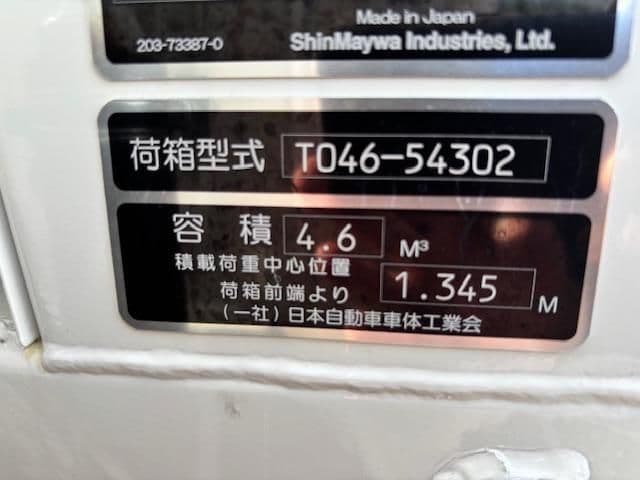 Made in Japan
203-73387-0 ShinMaywa Industries, Ltd.
荷箱型式 T046-54302
容積 4.6 M³
積載荷重中心位置
荷箱前端より 1.345 M
(一社)日本自動車車体工業会